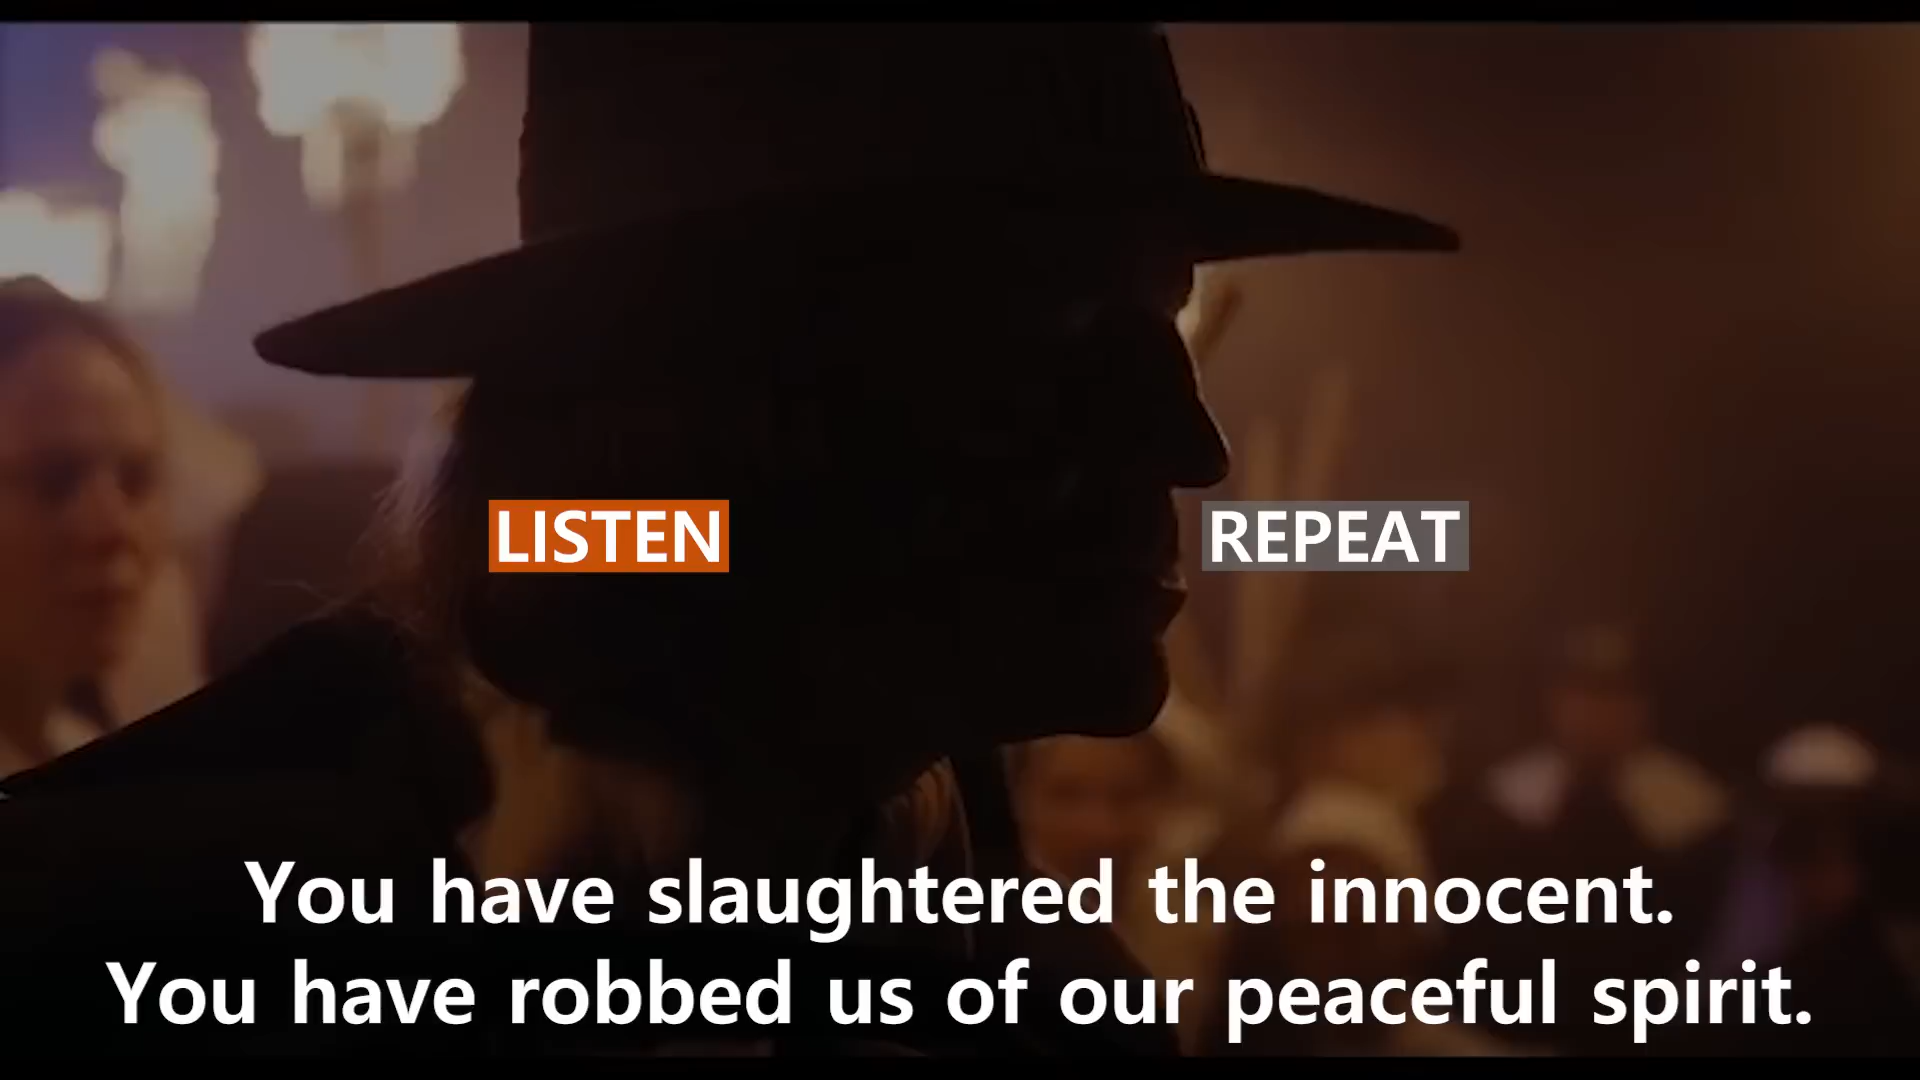 LISTEN
REPEAT
You have slaughtered the innocent.
You have robbed us of our peaceful spirit.